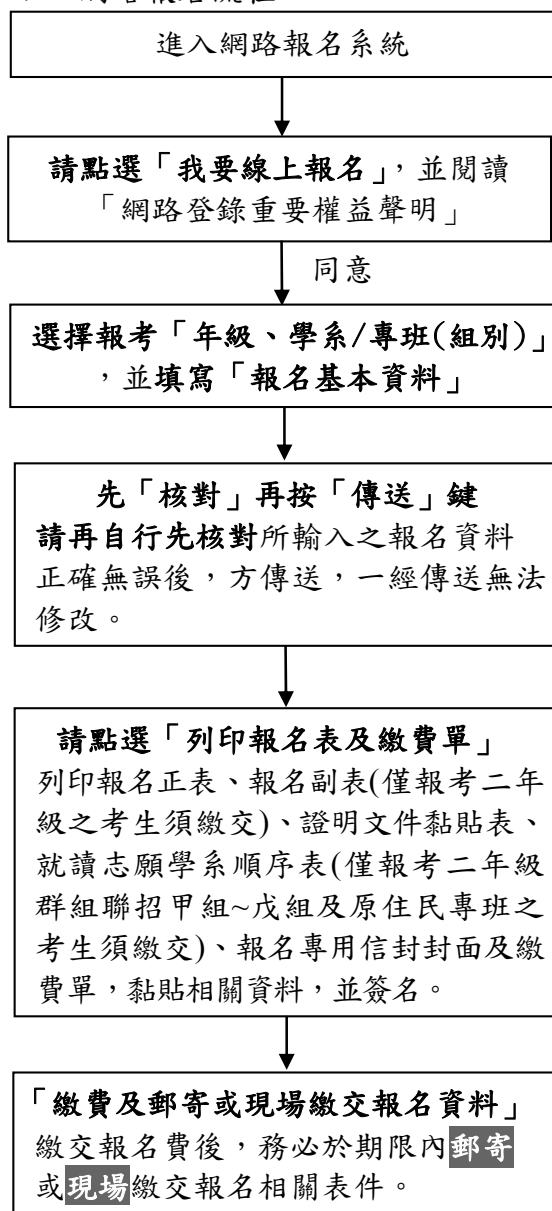 進入網路報名系統
請點選「我要線上報名」，並閱讀
「網路登錄重要權益聲明」
同意
選擇報考「年級、學系/專班(組別)」
，並填寫「報名基本資料」
先「核對」再按「傳送」鍵
請再自行先核對所輸入之報名資料
正確無誤後，方傳送，一經傳送無法
修改。
請點選「列印報名表及繳費單」
列印報名正表、報名副表(僅報考二年
級之考生須繳交)、證明文件黏貼表、
就讀志願學系順序表(僅報考二年級
群組聯招甲組~戊組及原住民專班之
考生須繳交)、報名專用信封封面及繳
費單，黏貼相關資料，並簽名。
「繳費及郵寄或現場繳交報名資料」
繳交報名費後，務必於期限內郵寄
或現場繳交報名相關表件。